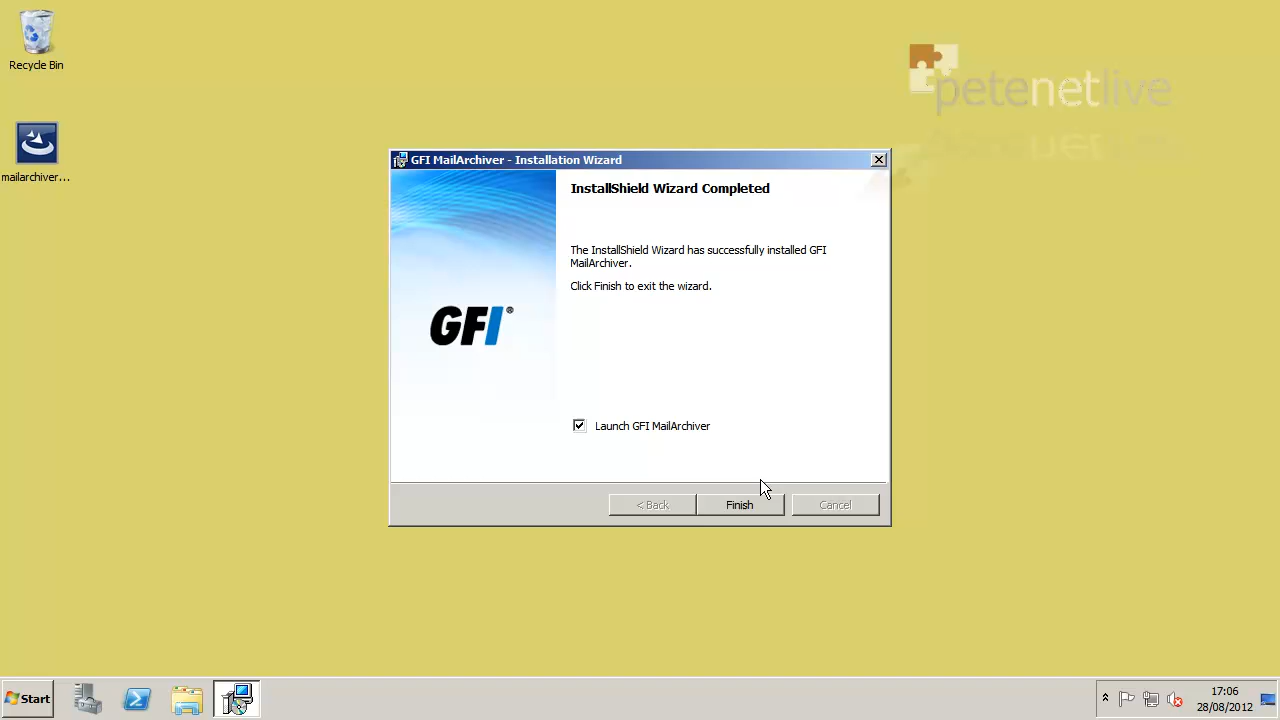 Recycle Bin
petenetlive
mailarchiver...
GFI MailArchiver - Installation Wizard
InstallShield Wizard Completed
The InstallShield Wizard has successfully installed GFI
MailArchiver.
Click Finish to exit the wizard.
GFI®
Launch GFI MailArchiver
< Back
Finish
Cancel
Start
17:06
28/08/2012